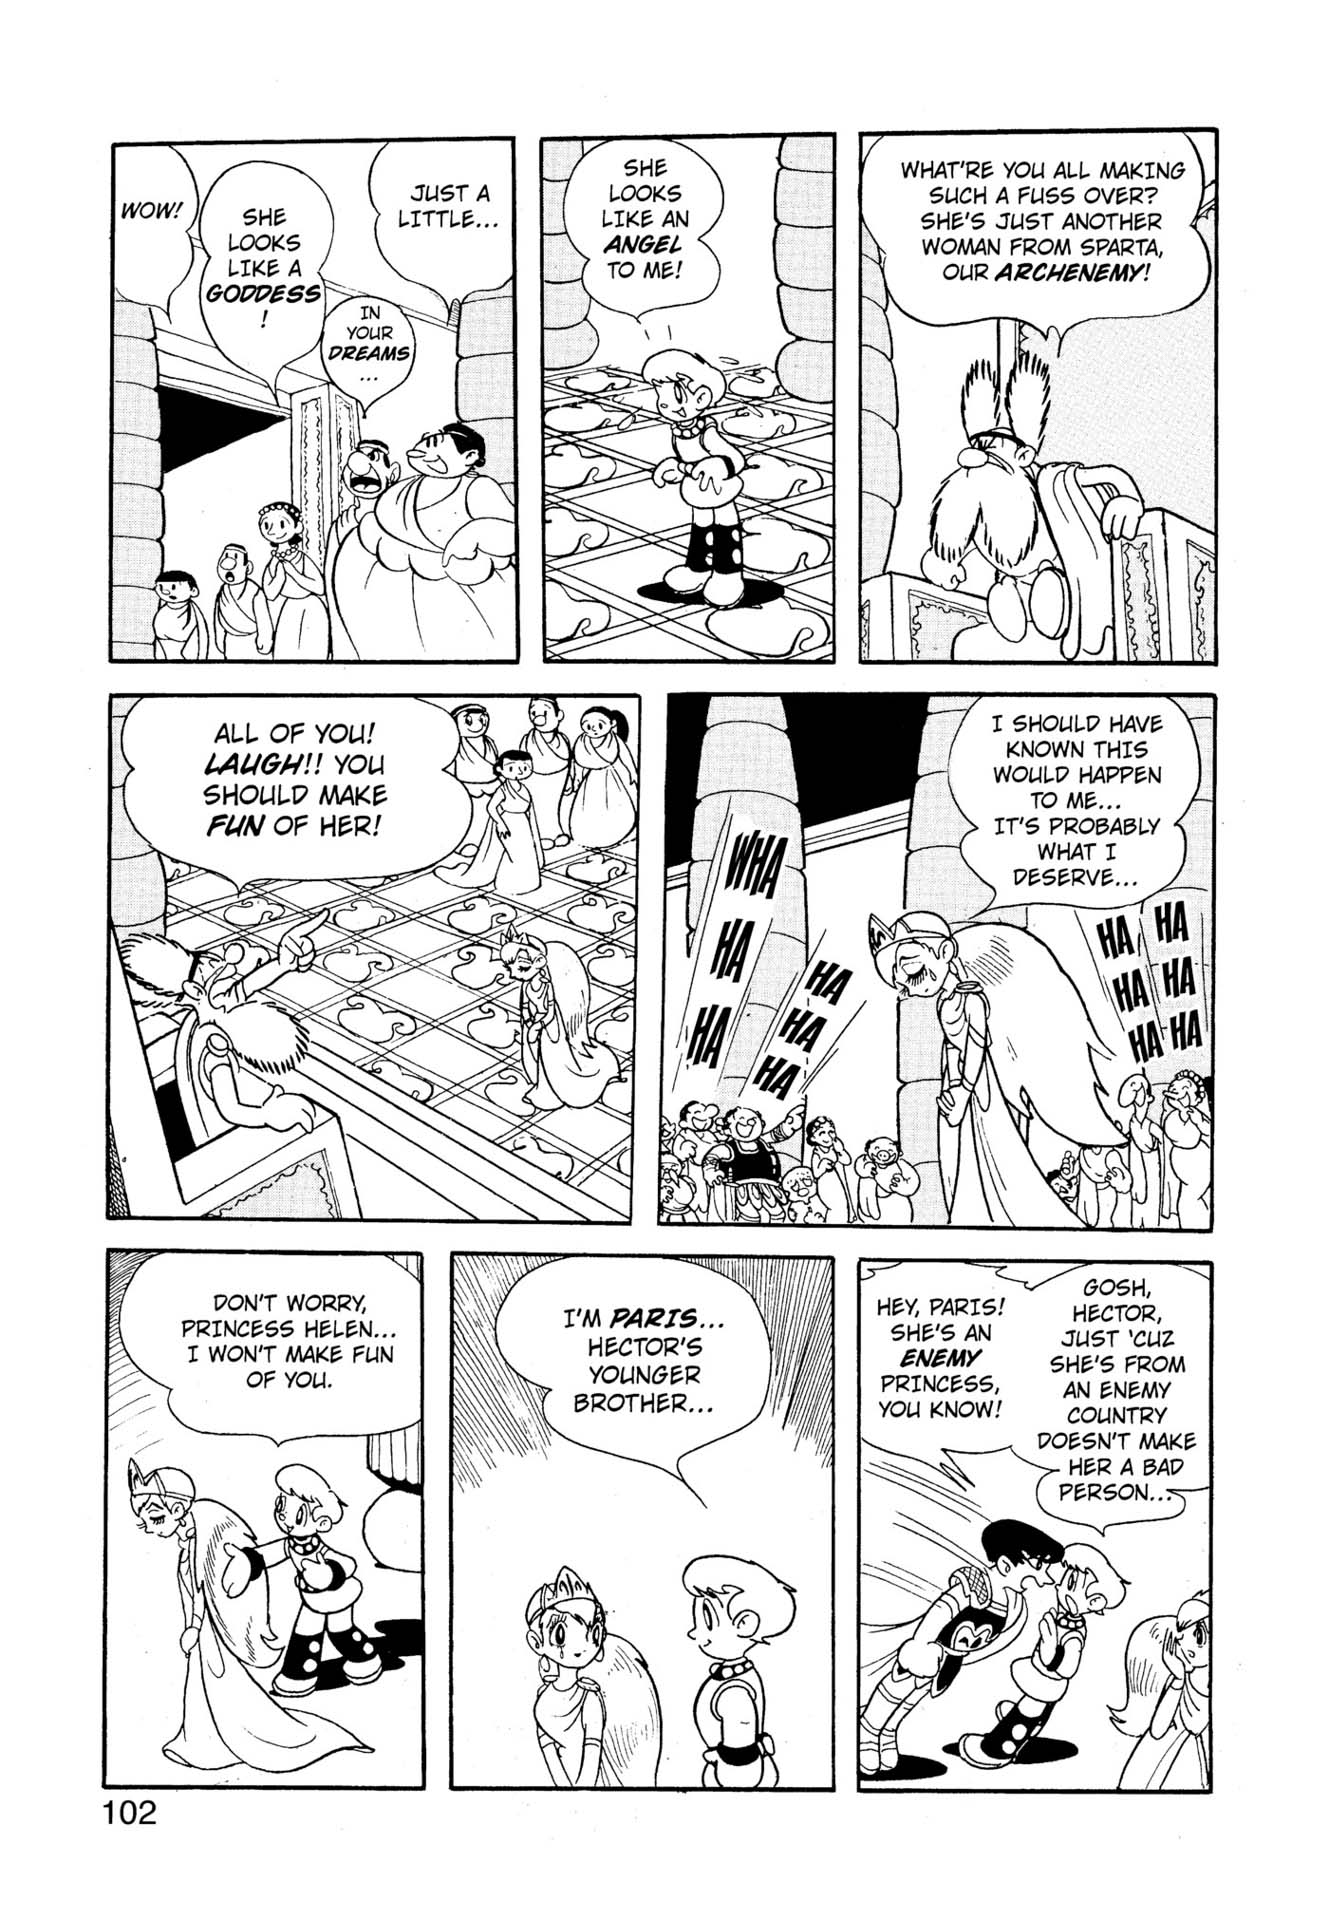 WOW!
SHE
LOOKS
LIKE A
GODDESS
!
IN
YOUR
DREAMS
...
JUST A
LITTLE...
SHE
LOOKS
LIKE AN
ANGEL
TO ME!
WHAT'RE YOU ALL MAKING
SUCH A FUSS OVER?
SHE'S JUST ANOTHER
WOMAN FROM SPARTA,
OUR ARCHENEMY!
ALL OF YOU!
LAUGH!! YOU
SHOULD MAKE
FUN OF HER!
I SHOULD HAVE
KNOWN THIS
WOULD HAPPEN
TO ME...
IT'S PROBABLY
WHAT I
DESERVE...
WHA
HA
HA
HA
HA
HA
HA
HA
HA
HA
HA
HA
DON'T WORRY,
PRINCESS HELEN...
I WON'T MAKE FUN
OF YOU.
I'M PARIS...
HECTOR'S
YOUNGER
BROTHER...
HEY, PARIS!
SHE'S AN
ENEMY
PRINCESS,
YOU KNOW!
GOSH,
HECTOR,
JUST 'CUZ
SHE'S FROM
AN ENEMY
COUNTRY
DOESN'T MAKE
HER A BAD
PERSON...
102